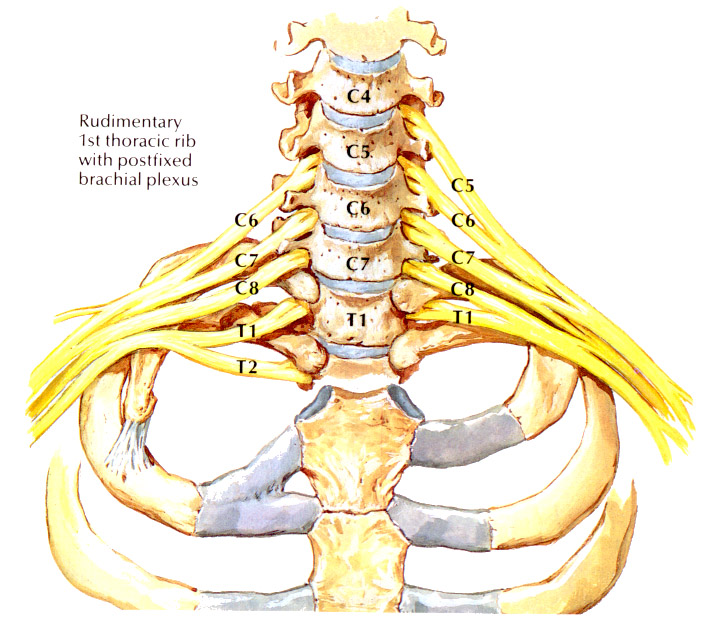 C4
Rudimentary
1st thoracic rib
with postfixed
brachial plexus
C5
C5
C6
C6
C6
C7
C7
C7
C8
C8
T1
T1
T1
T2